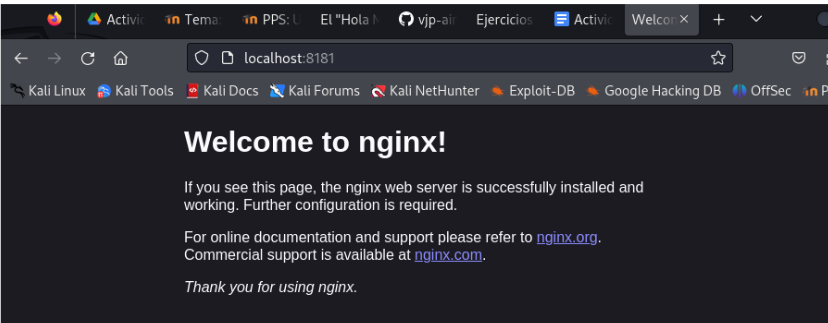 Activic
Tema:
PPS: U
El "Hola M
vjp-air
Ejercicios
Activic
Welcon
localhost:8181
Kali Linux
Kali Tools
Kali Docs
Kali Forums
Kali NetHunter
Exploit-DB
Google Hacking DB
OffSec
P
Welcome to nginx!
If you see this page, the nginx web server is successfully installed and
working. Further configuration is required.
For online documentation and support please refer to nginx.org.
Commercial support is available at nginx.com.
Thank you for using nginx.